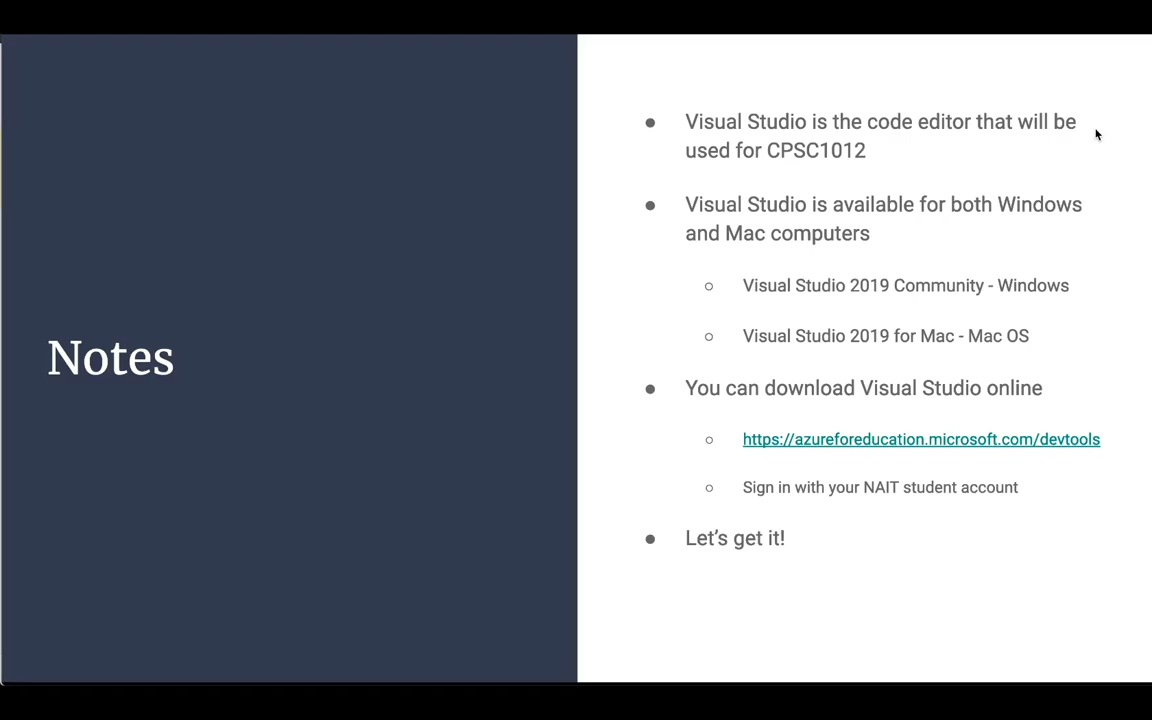 Notes
● Visual Studio is the code editor that will be
used for CPSC1012
● Visual Studio is available for both Windows
and Mac computers
○ Visual Studio 2019 Community - Windows
○ Visual Studio 2019 for Mac - Mac OS
● You can download Visual Studio online
○ https://azureforeducation.microsoft.com/devtools
○ Sign in with your NAIT student account
● Let’s get it!